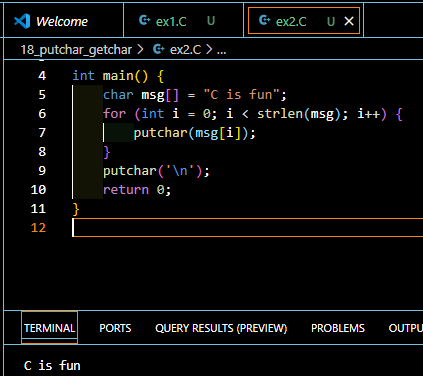 Welcome ex1.C U ex2.C U
18_putchar_getchar > ex2.C > ...
4 int main() {
5 char msg[] = "C is fun";
6 for (int i = 0; i < strlen(msg); i++) {
7 putchar(msg[i]);
8 }
9 putchar('\n');
10 return 0;
11 }
12
TERMINAL PORTS QUERY RESULTS (PREVIEW) PROBLEMS OUTPU
C is fun